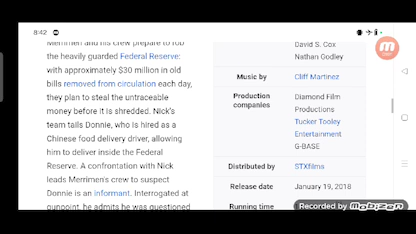 8:42
Merrimen and his crew prepare to rob
the heavily guarded Federal Reserve:
with approximately $30 million in old
bills removed from circulation each day,
they plan to steal the untraceable
money before it is shredded. Nick's
team tails Donnie, who is hired as a
Chinese food delivery driver, allowing
him to deliver inside the Federal
Reserve. A confrontation with Nick
leads Merrimen's crew to suspect
Donnie is an informant. Interrogated at
gunpoint, he admits he was questioned
David S. Cox
Nathan Godley
Music by Cliff Martinez
Production companies Diamond Film
Productions
Tucker Tooley
Entertainment
G-BASE
Distributed by STXfilms
Release date January 19, 2018
Running time
Recorded by Mobizen